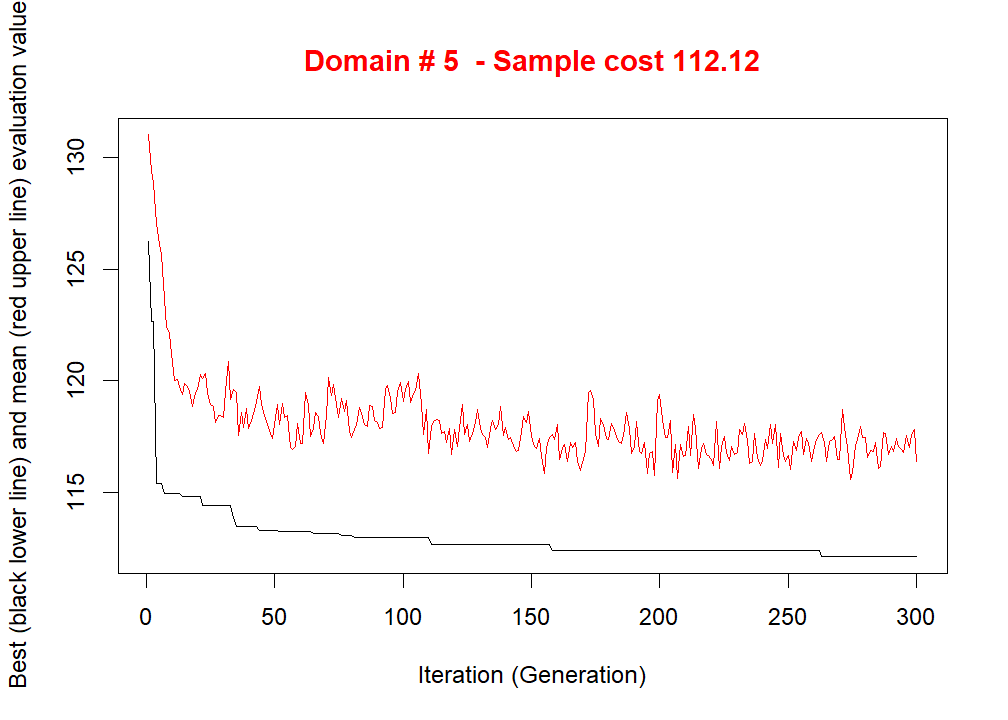 Domain # 5  - Sample cost 112.12
Best (black lower line) and mean (red upper line) evaluation value
130
125
120
115
0 50 100 150 200 250 300
Iteration (Generation)